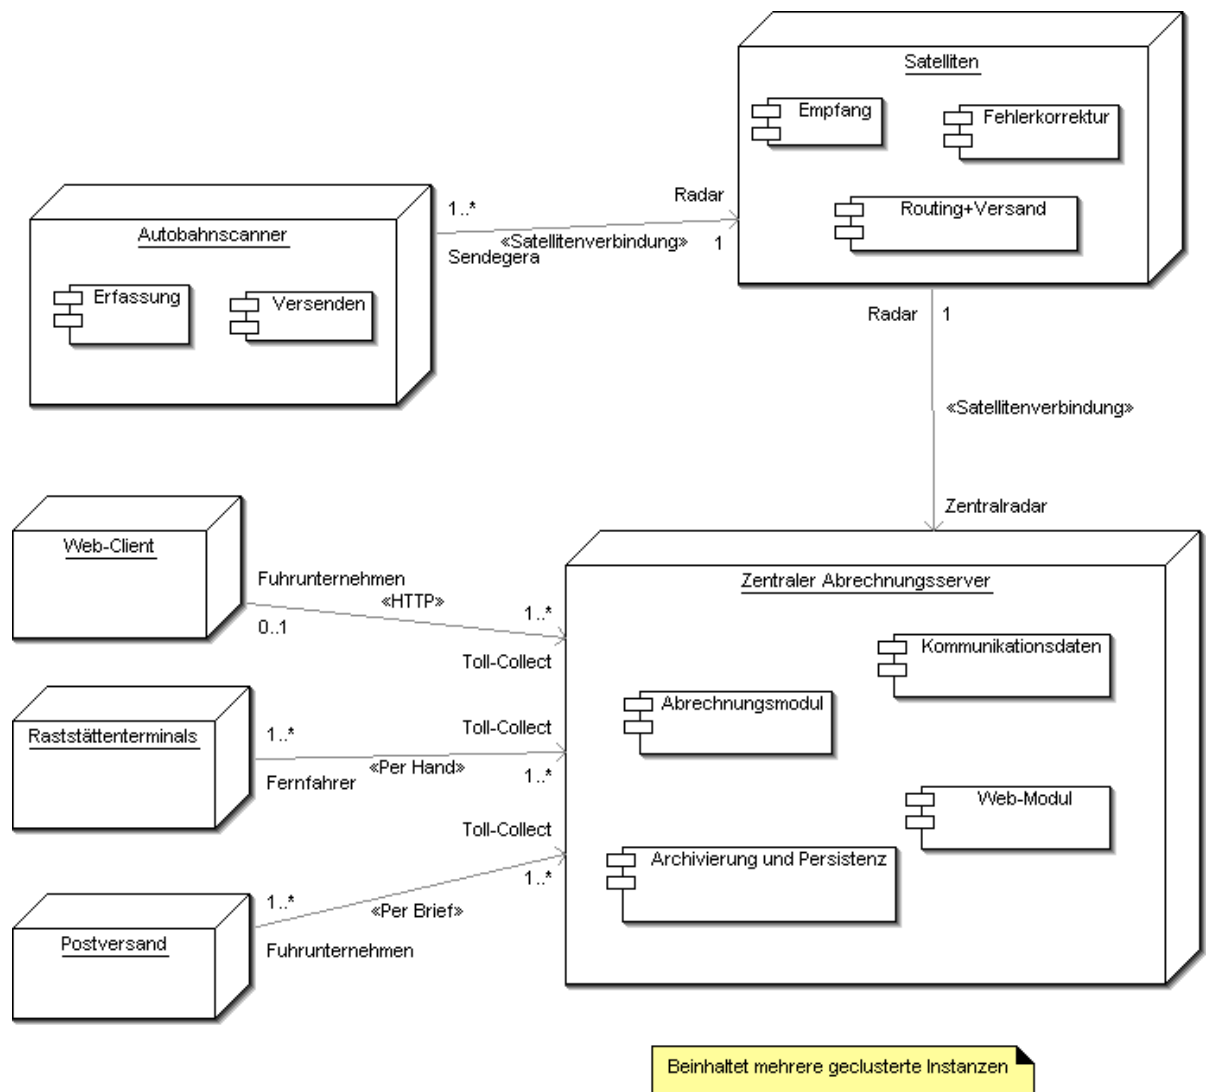 Satelliten
Empfang
Fehlerkorrektur
Routing+Versand
Autobahnscanner
Erfassung
Versenden
1..*
Radar
«Satellitenverbindung»
1
Sendegera
Radar
1
«Satellitenverbindung»
Zentralradar
Web-Client
Fuhrunternehmen
«HTTP»
0..1
1..*
Toll-Collect
Raststättenterminals
1..*
Toll-Collect
«Per Hand»
Fernfahrer
1..*
Postversand
1..*
Toll-Collect
1..*
«Per Brief»
Fuhrunternehmen
Zentraler Abrechnungsserver
Kommunikationsdaten
Abrechnungsmodul
Web-Modul
Archivierung und Persistenz
Beinhaltet mehrere geclusterte Instanzen